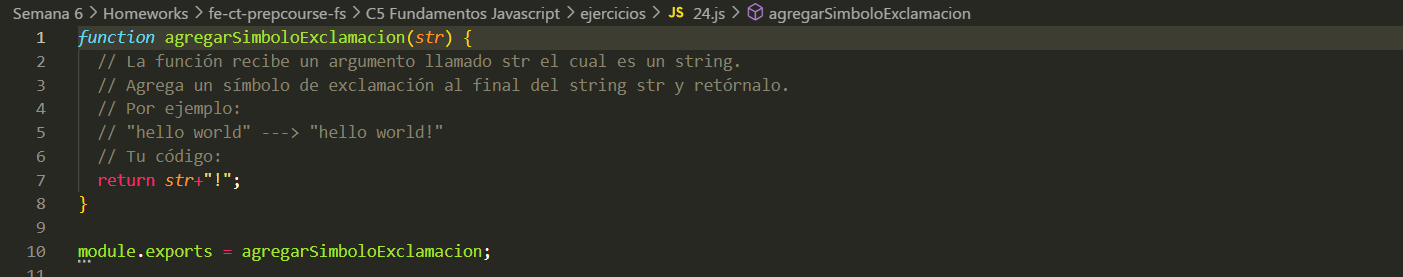 Semana 6 > Homeworks > fe-ct-prepcourse-fs > C5 Fundamentos Javascript > ejercicios > JS 24.js > agregarSimboloExclamacion
1 function agregarSimboloExclamacion(str) {
2 // La función recibe un argumento llamado str el cual es un string.
3 // Agrega un símbolo de exclamación al final del string str y retórnalo.
4 // Por ejemplo:
5 // "hello world" ---> "hello world!"
6 // Tu código:
7 return str+"!";
8 }
9
10 module.exports = agregarSimboloExclamacion;
11